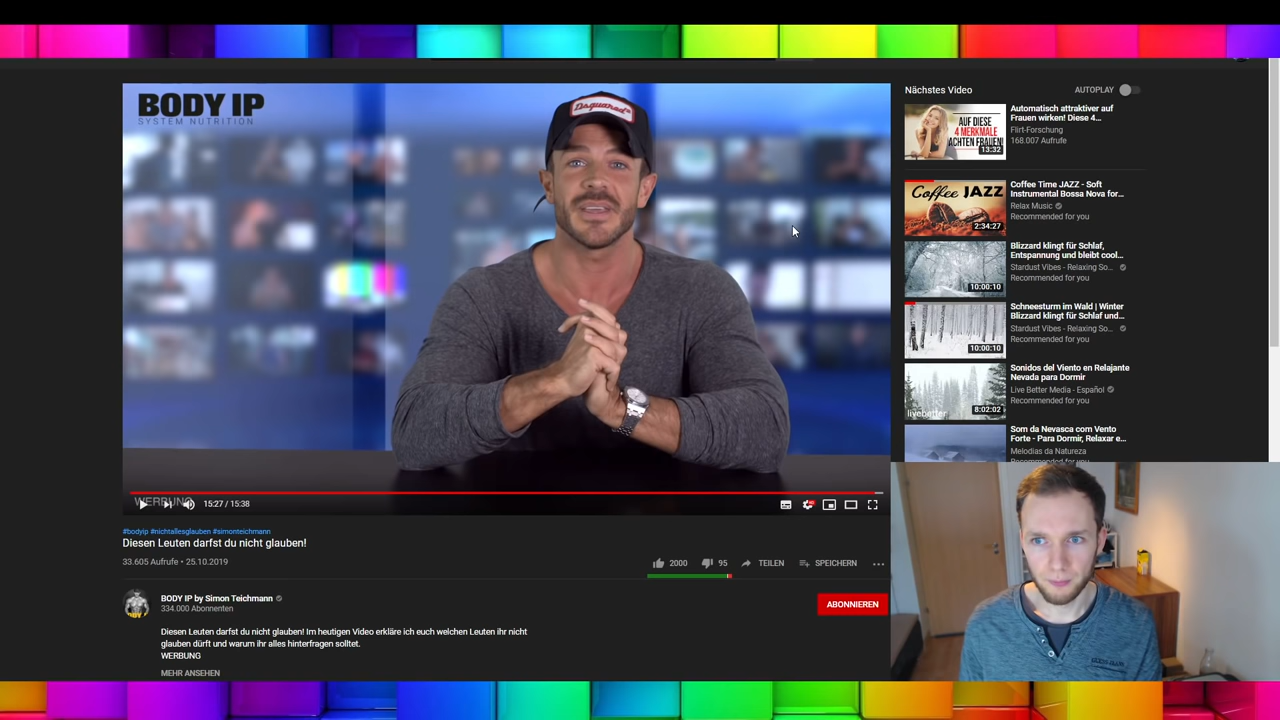 BODY IP
SYSTEM NUTRITION
Dsquared2
WERBUNG
15:27 / 15:38
#bodyip #nichtallesglauben #simonteichmann
Diesen Leuten darfst du nicht glauben!
33.605 Aufrufe • 25.10.2019
2000
95
TEILEN
SPEICHERN
BODY IP by Simon Teichmann
334.000 Abonnenten
ABONNIEREN
Diesen Leuten darfst du nicht glauben! Im heutigen Video erkläre ich euch welchen Leuten ihr nicht
glauben dürft und warum ihr alles hinterfragen solltet.
WERBUNG
MEHR ANSEHEN
Nächstes Video
AUTOPLAY
AUF DIESE
4 MERKMALE
ACHTEN FRAUEN!
13:32
Automatisch attraktiver auf
Frauen wirken! Diese 4...
Flirt-Forschung
168.007 Aufrufe
Coffee JAZZ
2:34:27
Coffee Time JAZZ - Soft
Instrumental Bossa Nova for...
Relax Music
Recommended for you
10:00:10
Blizzard klingt für Schlaf,
Entspannung und bleibt cool...
Stardust Vibes - Relaxing So...
Recommended for you
10:00:10
Schneesturm im Wald | Winter
Blizzard klingt für Schlaf und...
Stardust Vibes - Relaxing So...
Recommended for you
livebetter
8:02:02
Sonidos del Viento en Relajante
Nevada para Dormir
Live Better Media - Español
Recommended for you
Som da Nevasca com Vento
Forte - Para Dormir, Relaxar e...
Melodias da Natureza
Recommended for you